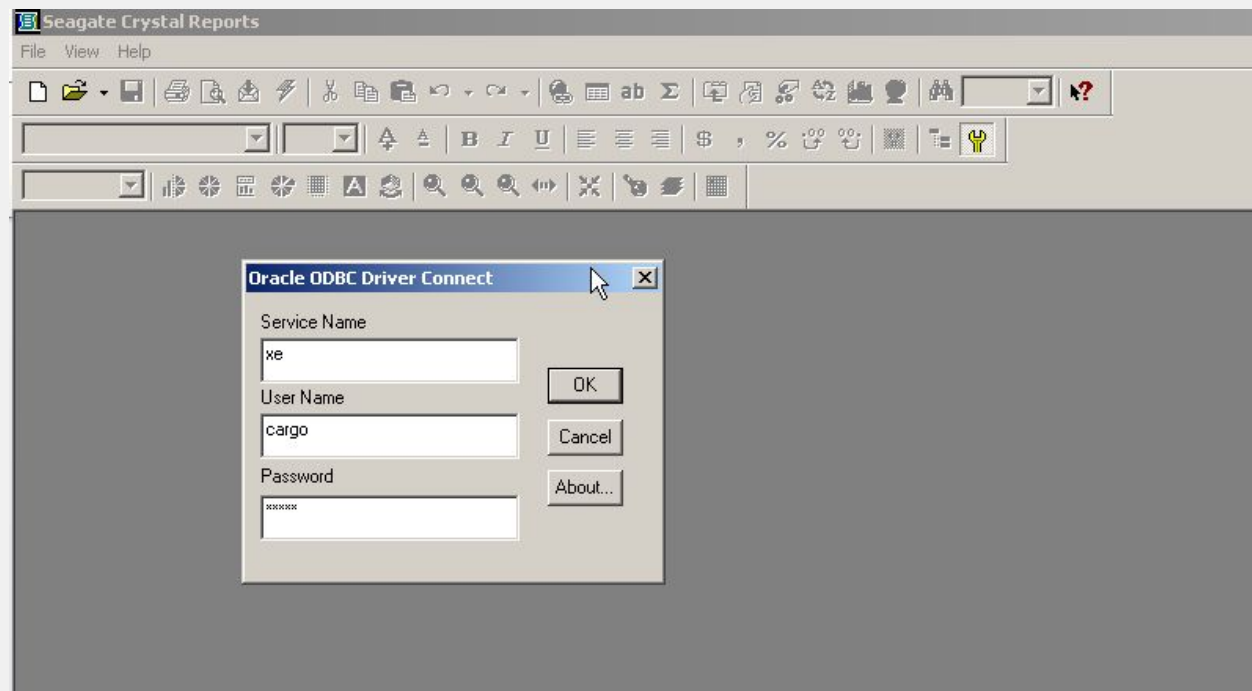 Seagate Crystal Reports
File View Help
ab Σ
B I U $ , %
A
Oracle ODBC Driver Connect
Service Name
xe
OK
User Name
cargo
Cancel
Password
About...
*****